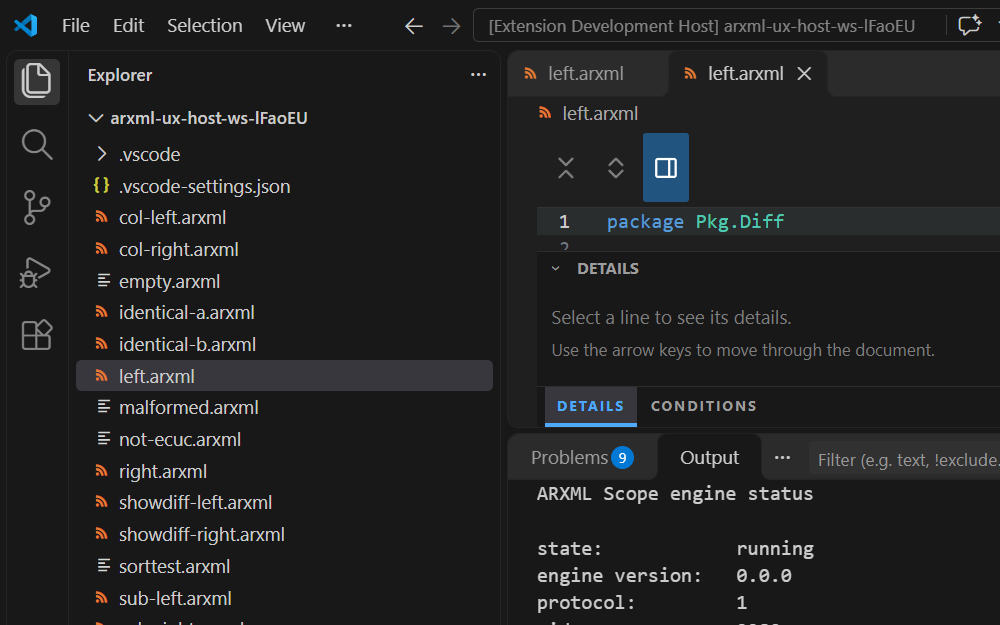 File Edit Selection View ··· [Extension Development Host] arxml-ux-host-ws-lFaoEU
Explorer ···
arxml-ux-host-ws-lFaoEU
.vscode
{} .vscode-settings.json
col-left.arxml
col-right.arxml
empty.arxml
identical-a.arxml
identical-b.arxml
left.arxml
malformed.arxml
not-ecuc.arxml
right.arxml
showdiff-left.arxml
showdiff-right.arxml
sorttest.arxml
sub-left.arxml
left.arxml left.arxml
left.arxml
1 package Pkg.Diff
2
DETAILS
Select a line to see its details.
Use the arrow keys to move through the document.
DETAILS CONDITIONS
Problems 9 Output ··· Filter (e.g. text, !exclude.
ARXML Scope engine status
state: running
engine version: 0.0.0
protocol: 1